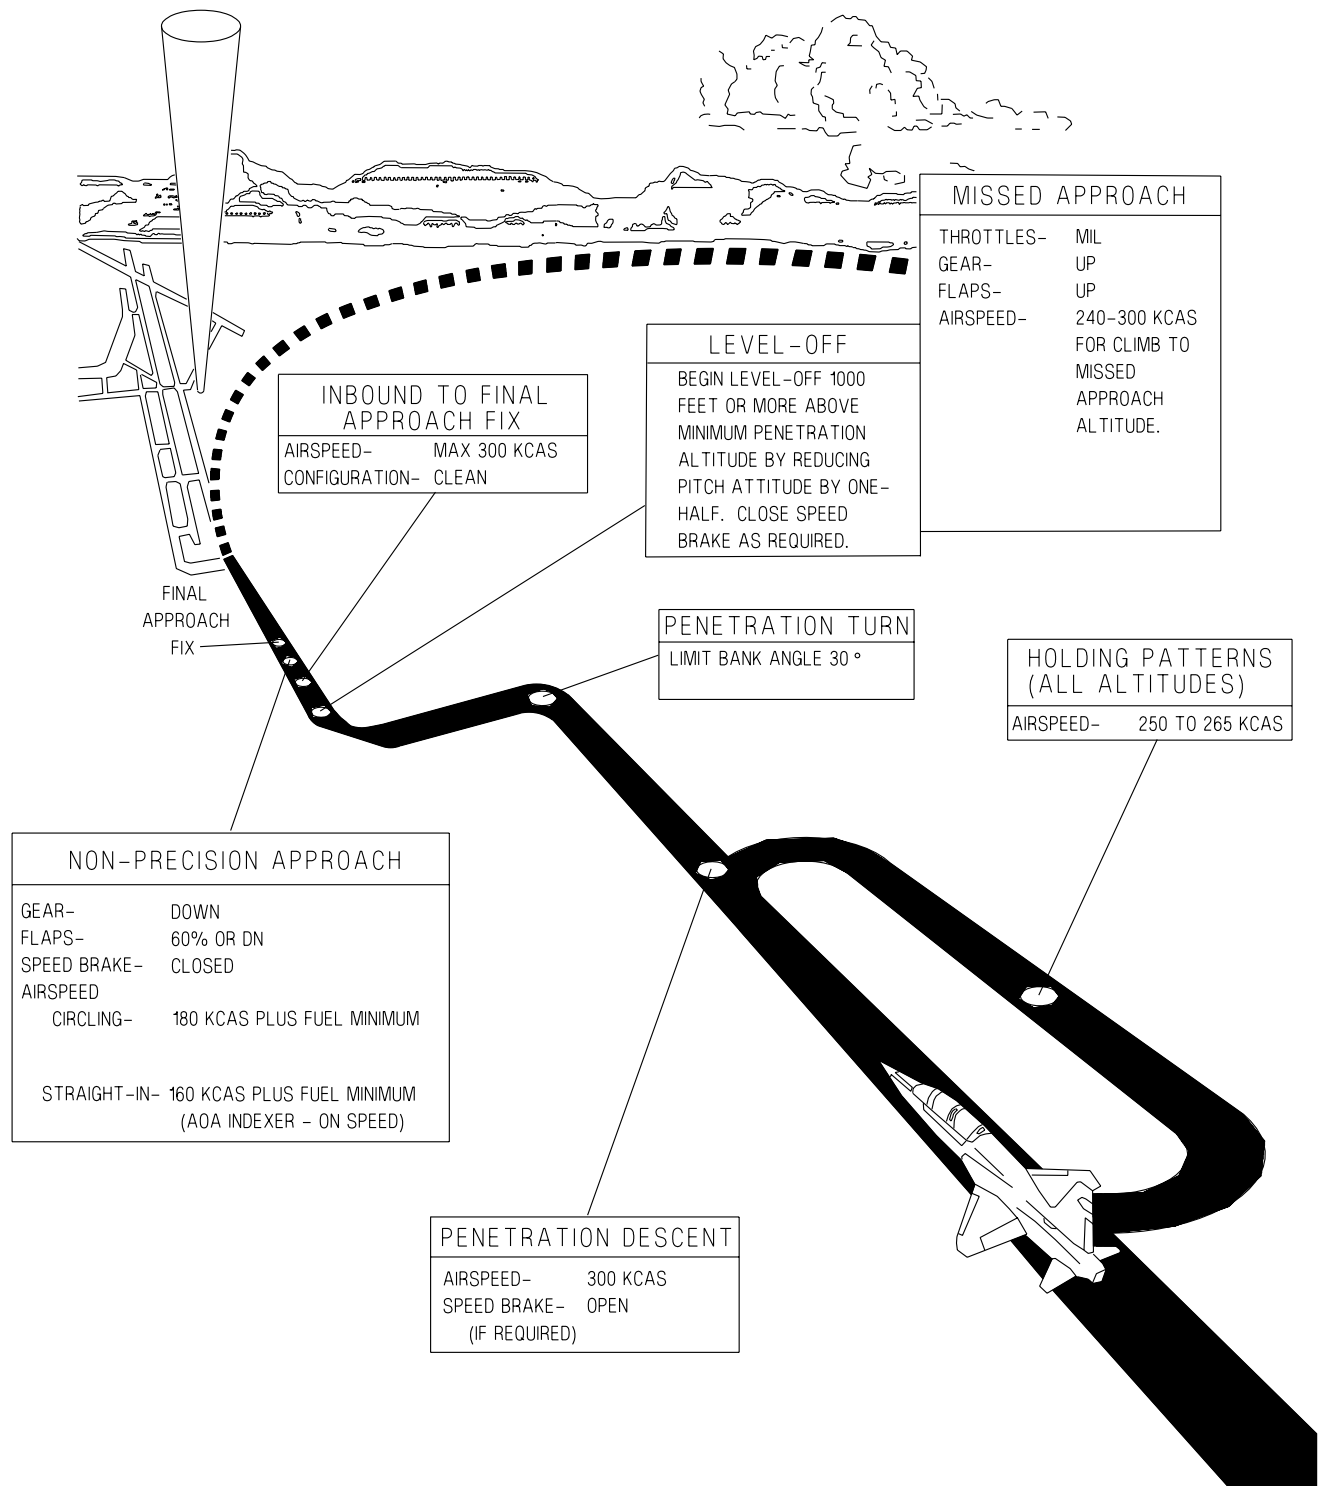 MISSED APPROACH
THROTTLES- MIL
GEAR- UP
FLAPS- UP
AIRSPEED- 240-300 KCAS
FOR CLIMB TO
MISSED
APPROACH
ALTITUDE.
LEVEL-OFF
BEGIN LEVEL-OFF 1000
FEET OR MORE ABOVE
MINIMUM PENETRATION
ALTITUDE BY REDUCING
PITCH ATTITUDE BY ONE-
HALF. CLOSE SPEED
BRAKE AS REQUIRED.
INBOUND TO FINAL
APPROACH FIX
AIRSPEED- MAX 300 KCAS
CONFIGURATION- CLEAN
FINAL
APPROACH
FIX
PENETRATION TURN
LIMIT BANK ANGLE 30°
HOLDING PATTERNS
(ALL ALTITUDES)
AIRSPEED- 250 TO 265 KCAS
NON-PRECISION APPROACH
GEAR- DOWN
FLAPS- 60% OR DN
SPEED BRAKE- CLOSED
AIRSPEED
CIRCLING- 180 KCAS PLUS FUEL MINIMUM
STRAIGHT-IN- 160 KCAS PLUS FUEL MINIMUM
(AOA INDEXER - ON SPEED)
PENETRATION DESCENT
AIRSPEED- 300 KCAS
SPEED BRAKE- OPEN
(IF REQUIRED)